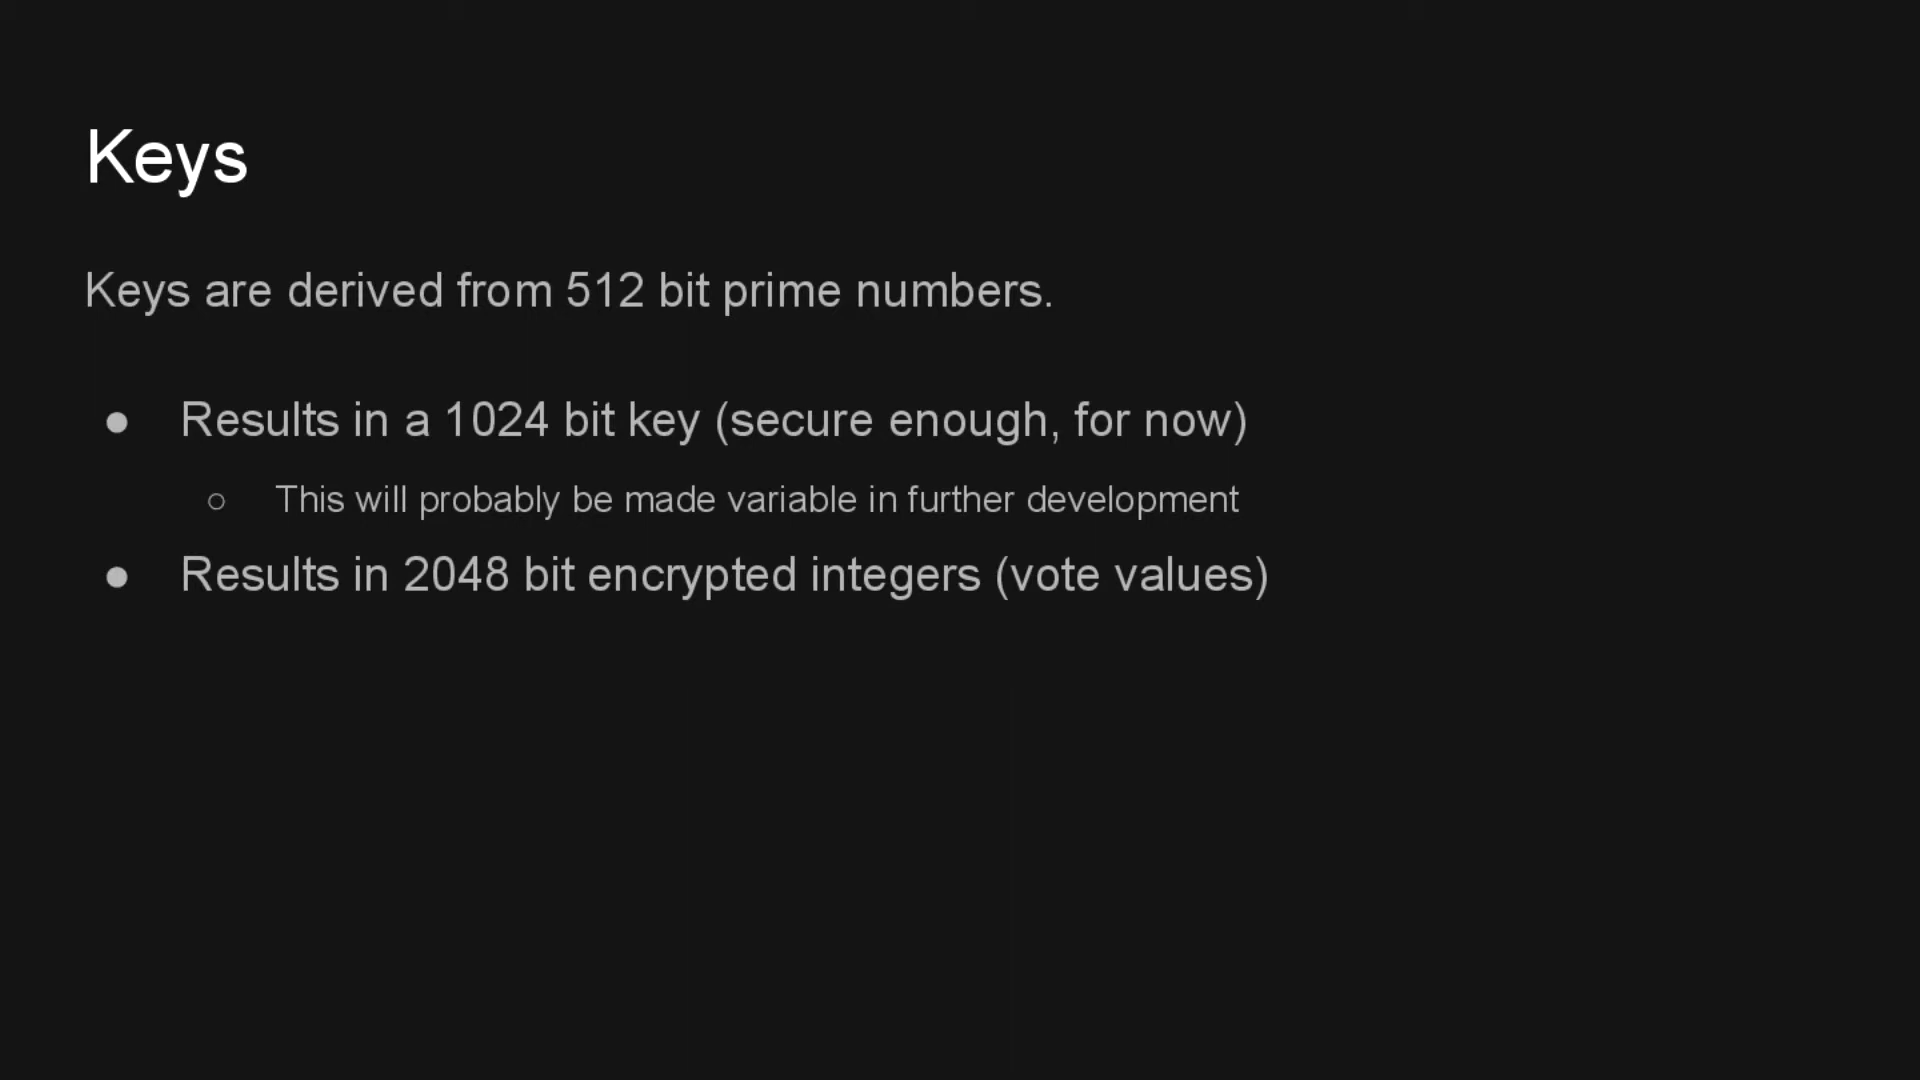 Keys
Keys are derived from 512 bit prime numbers.
● Results in a 1024 bit key (secure enough, for now)
○ This will probably be made variable in further development
● Results in 2048 bit encrypted integers (vote values)